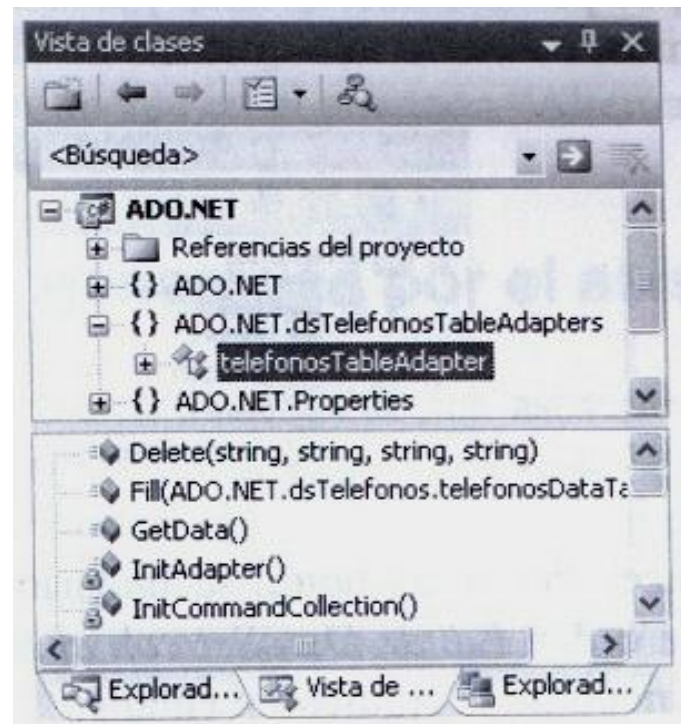 Vista de clases
<Búsqueda>
ADO.NET
Referencias del proyecto
{} ADO.NET
{} ADO.NET.dsTelefonosTableAdapters
telefonosTableAdapter
{} ADO.NET.Properties
Delete(string, string, string, string)
Fill(ADO.NET.dsTelefonos.telefonosDataTa
GetData()
InitAdapter()
InitCommandCollection()
Explorad... Vista de ... Explorad...